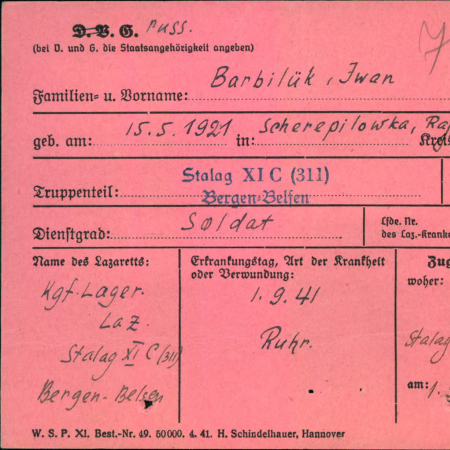 D. V. G. russ.
(bei V. und G. die Staatsangehörigkeit angeben)
Familien- u. Vorname: Barbilük, Iwan
geb. am: 15.5.1921 in: Scherepilowka, Ra
Truppenteil: Stalag XI C (311)
Bergen-Belsen
Dienstgrad: Soldat
Lfde. Nr.
des Laz.-Kranke
Name des Lazaretts:
Kgf.-Lager.
Laz.
Stalag XI C (311)
Bergen-Belsen
Erkrankungstag, Art der Krankheit
oder Verwundung:
1.9.41
Ruhr.
Zug
woher:
Stalag
am: 1.
W. S. P. XI. Best.-Nr. 49. 50000. 4. 41. H. Schindelhauer, Hannover